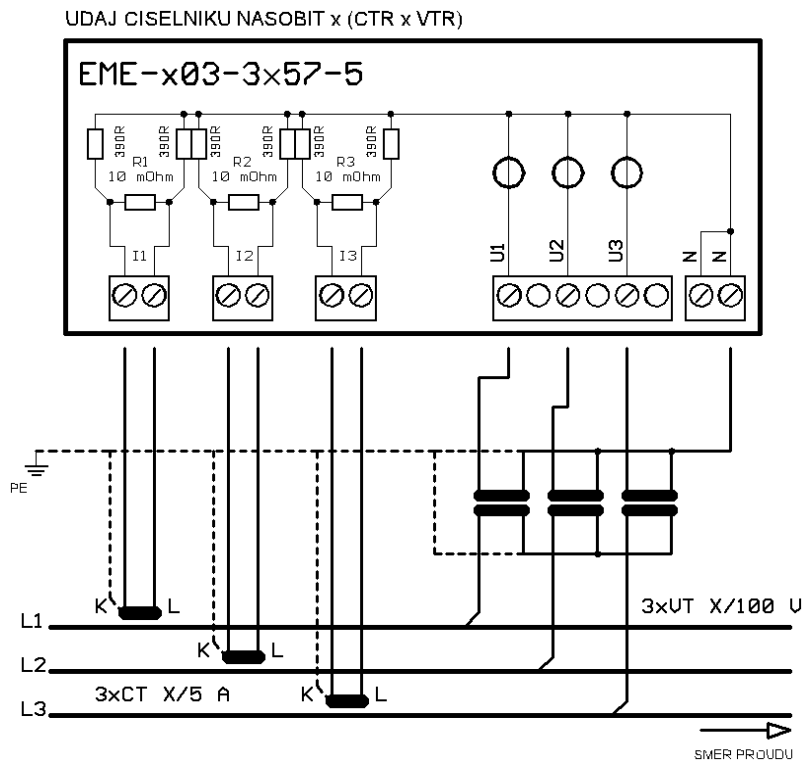 UDAJ CISELNIKU NASOBIT x (CTR x VTR)
EME-x03-3x57-5
390R
390R
390R
390R
390R
390R
R1
10 mOhm
R2
10 mOhm
R3
10 mOhm
I1
I2
I3
U1
U2
U3
N
N
PE
K
L
3xVT X/100 V
L1
K
L
L2
3xCT X/5 A
K
L
L3
SMER PROUDU